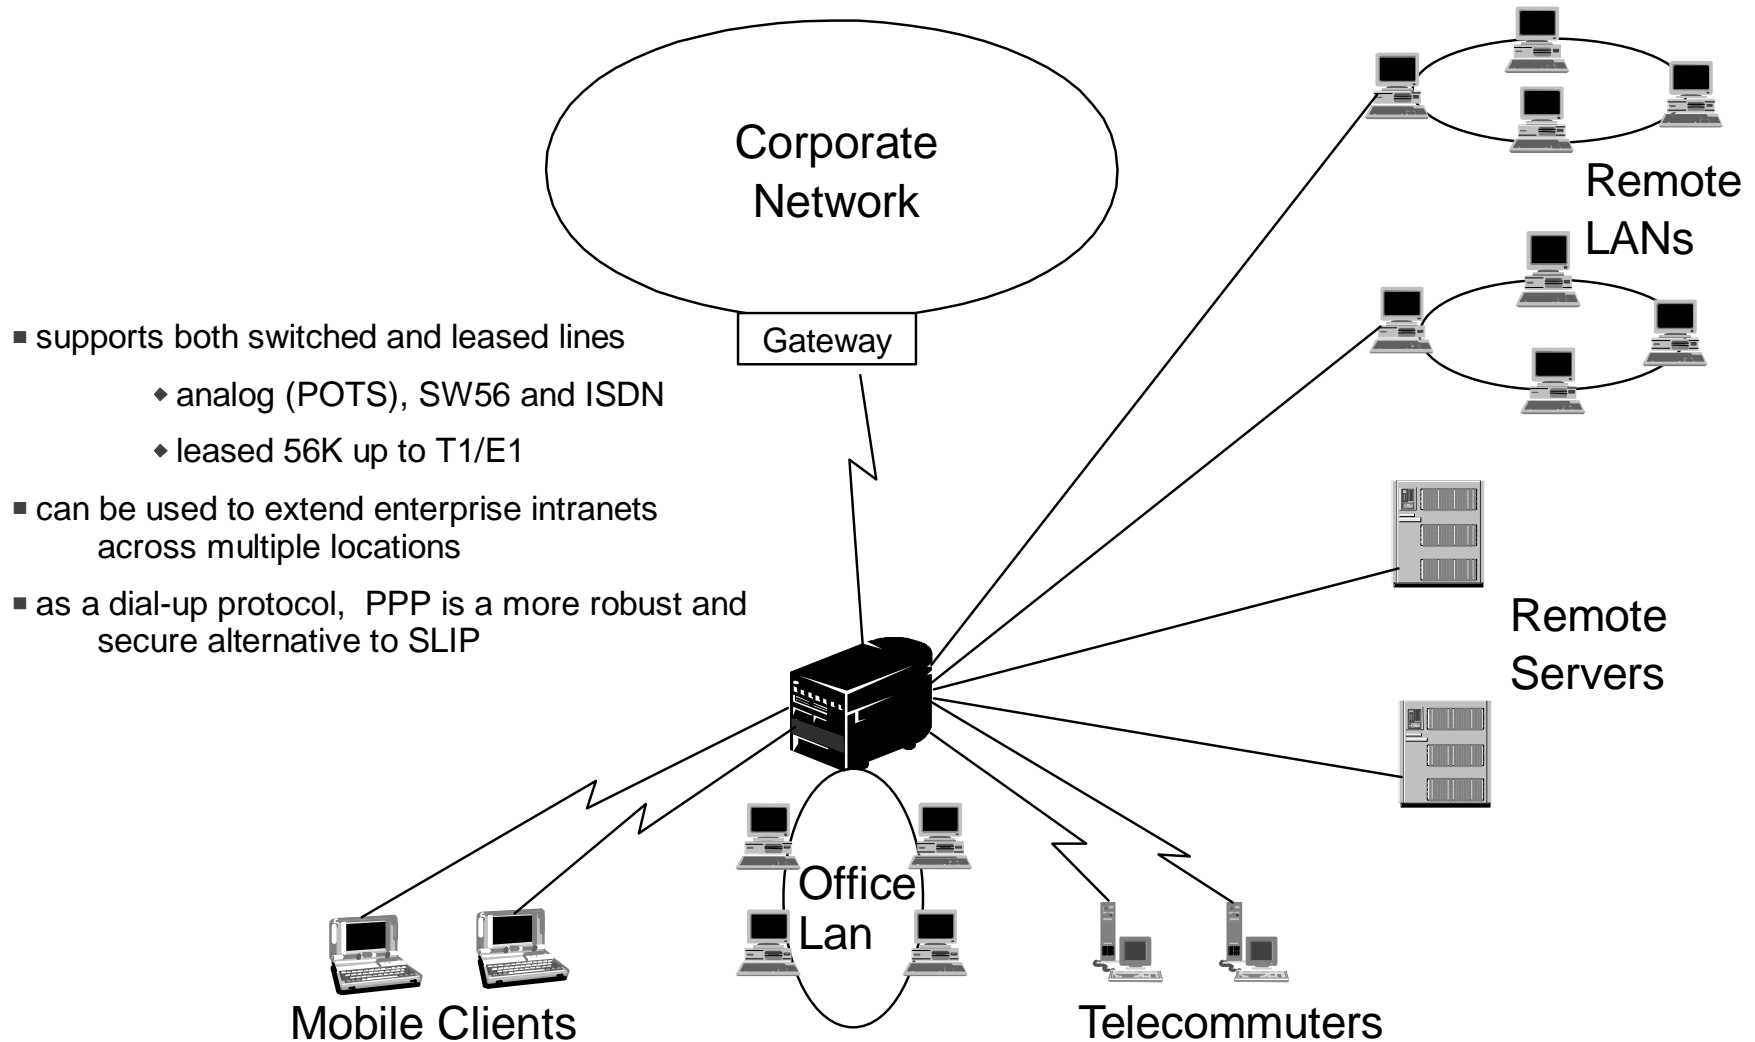 Corporate
Network
Gateway
Remote
LANs
■ supports both switched and leased lines
◆ analog (POTS), SW56 and ISDN
◆ leased 56K up to T1/E1
■ can be used to extend enterprise intranets
across multiple locations
■ as a dial-up protocol, PPP is a more robust and
secure alternative to SLIP
Remote
Servers
Office
Lan
Mobile Clients
Telecommuters